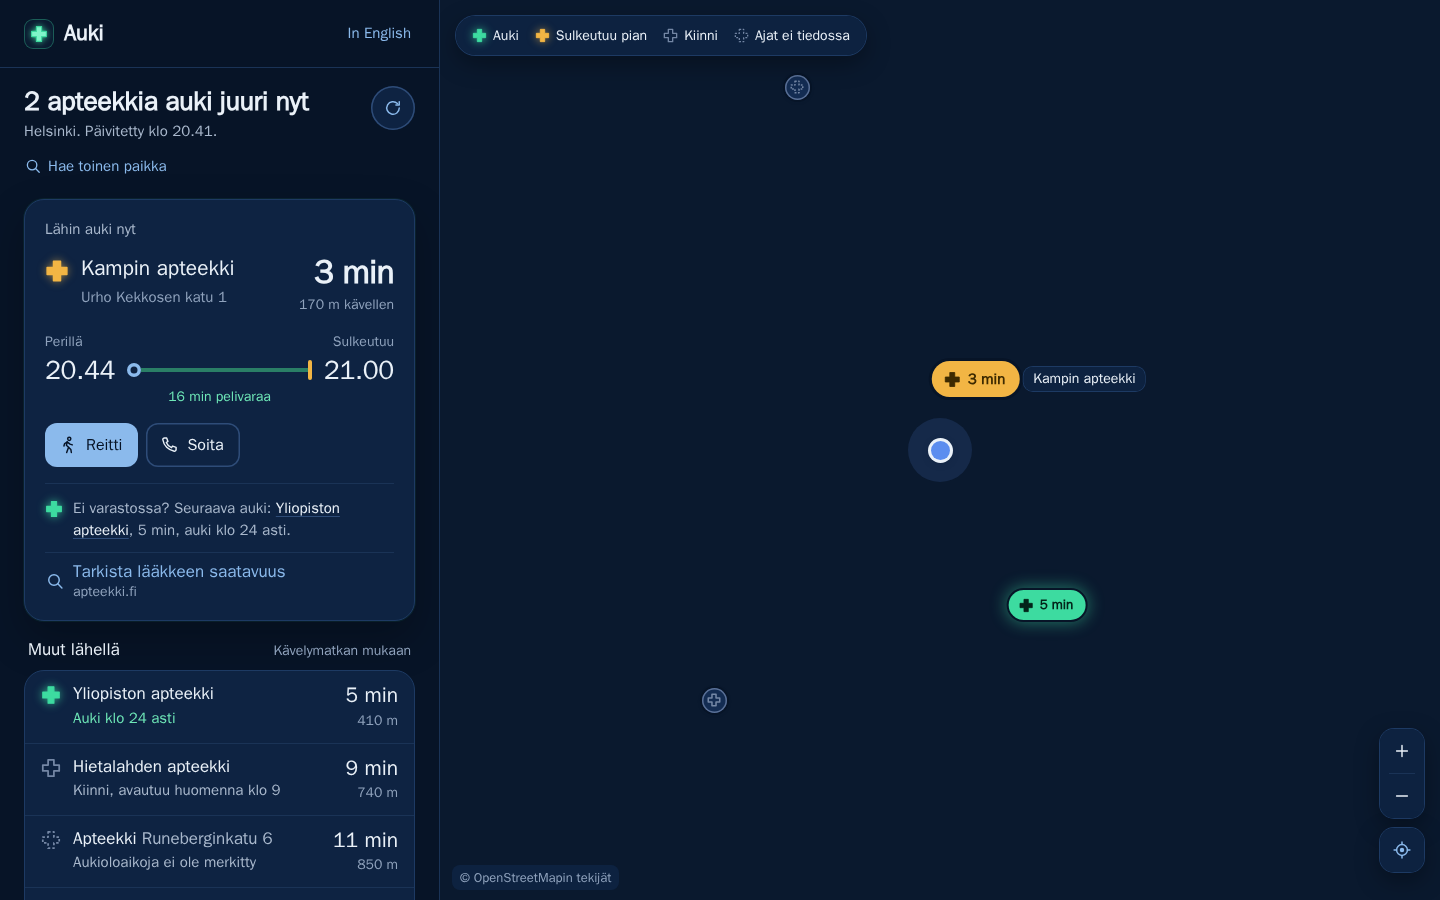 Auki
In English
2 apteekkia auki juuri nyt
Helsinki. Päivitetty klo 20.41.
Hae toinen paikka
Lähin auki nyt
Kampin apteekki
3 min
Urho Kekkosen katu 1
170 m kävellen
Perillä
Sulkeutuu
20.44
21.00
16 min pelivaraa
Reitti
Soita
Ei varastossa? Seuraava auki: Yliopiston
apteekki, 5 min, auki klo 24 asti.
Tarkista lääkkeen saatavuus
apteekki.fi
Muut lähellä
Kävelymatkan mukaan
Yliopiston apteekki
5 min
Auki klo 24 asti
410 m
Hietalahden apteekki
9 min
Kiinni, avautuu huomenna klo 9
740 m
Apteekki Runeberginkatu 6
11 min
Aukioloaikoja ei ole merkitty
850 m
Auki
Sulkeutuu pian
Kiinni
Ajat ei tiedossa
3 min
Kampin apteekki
5 min
+
−
© OpenStreetMapin tekijät